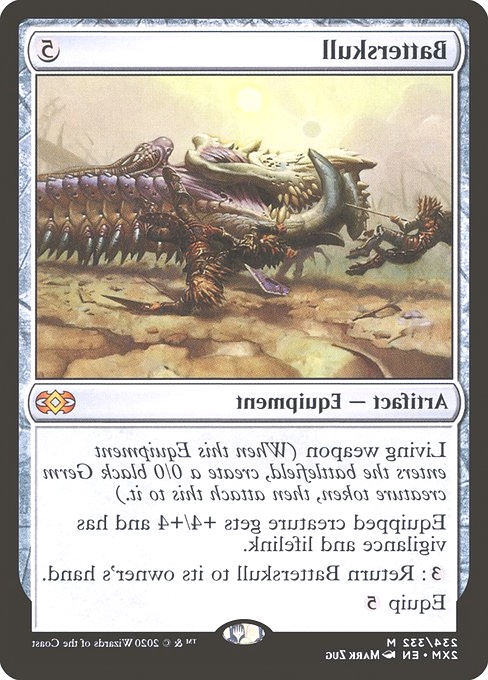 Batterskull 5
Artifact — Equipment
Living weapon (When this Equipment
enters the battlefield, create a 0/0 black Germ
creature token, then attach this to it.)
Equipped creature gets +4/+4 and has
vigilance and lifelink.
3 : Return Batterskull to its owner's hand.
Equip 5
234/332 M
2XM • EN Mark Zug
™ & © 2020 Wizards of the Coast